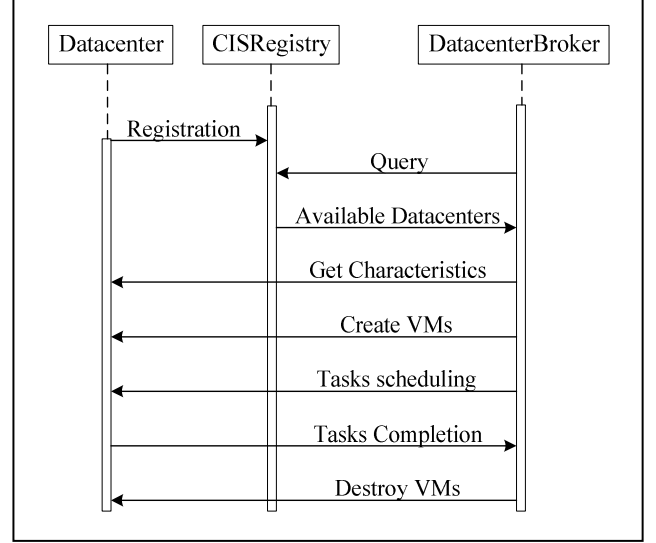 Datacenter
CISRegistry
DatacenterBroker
Registration
Query
Available Datacenters
Get Characteristics
Create VMs
Tasks scheduling
Tasks Completion
Destroy VMs